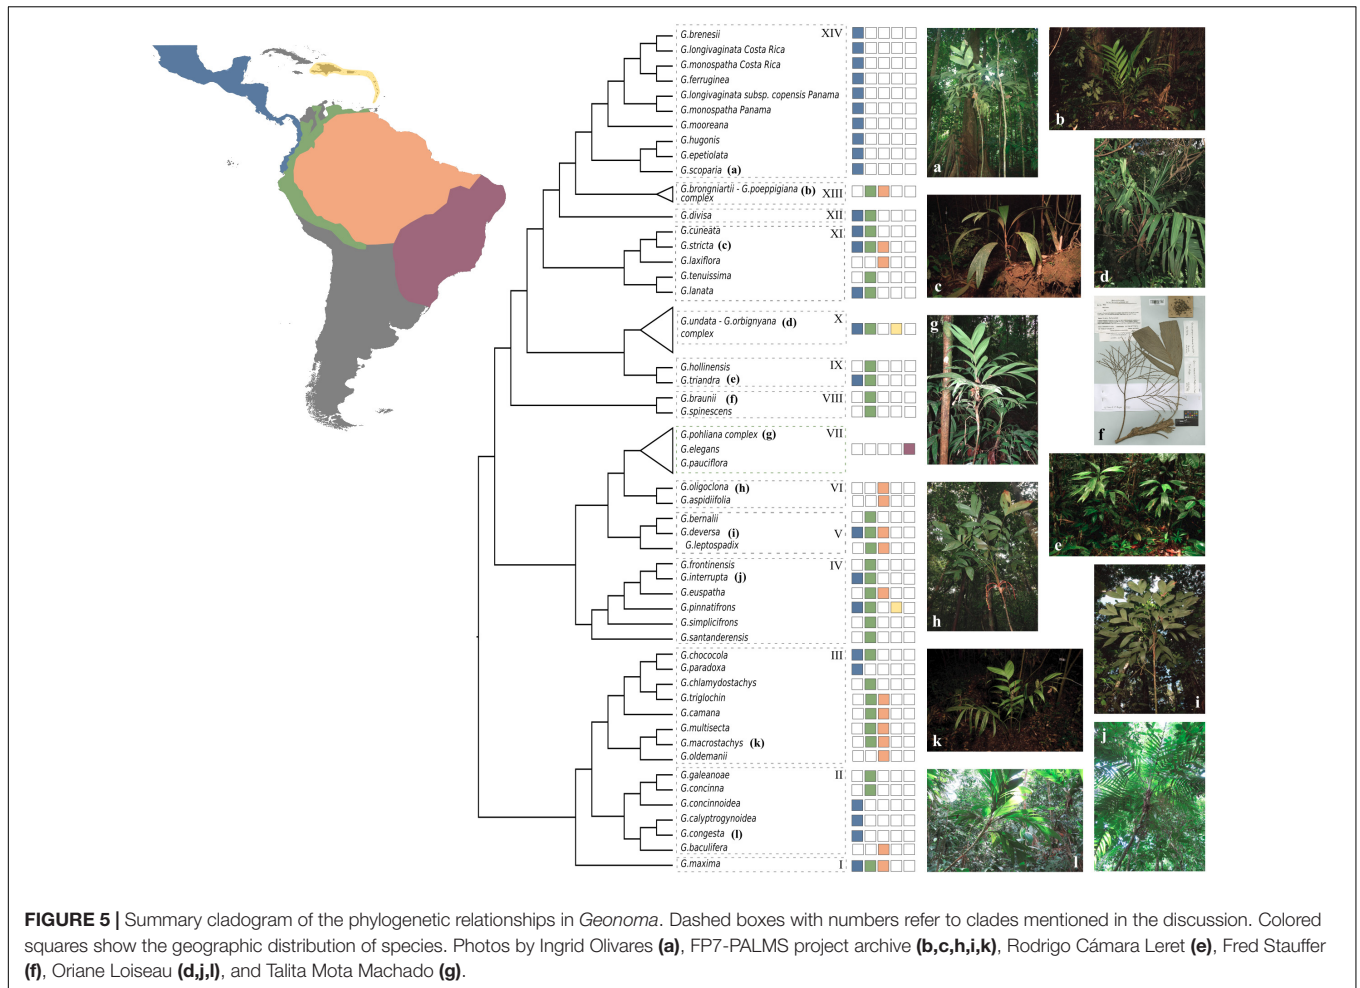 G.brenesii
XIV
G.longivaginata Costa Rica
G.monospatha Costa Rica
G.ferruginea
G.longivaginata subsp. copensis Panama
G.monospatha Panama
G.mooreana
G.hugonis
G.epetiolata
G.scoparia (a)
G.brongniartii - G.poeppigiana (b)
complex
XIII
G.divisa
XII
G.cuneata
XI
G.stricta (c)
G.laxiflora
G.tenuissima
G.lanata
G.undata - G.orbignyana (d)
complex
X
G.hollinensis
IX
G.triandra (e)
G.braunii (f)
VIII
G.spinescens
G.pohliana complex (g)
VII
G.elegans
G.pauciflora
G.oligoclona (h)
VI
G.aspidiifolia
G.bernalii
G.deversa (i)
V
G.leptospadix
G.frontinensis
IV
G.interrupta (j)
G.euspatha
G.pinnatifrons
G.simplicifrons
G.santanderensis
G.chococola
III
G.paradoxa
G.chlamydostachys
G.triglochin
G.camana
G.multisecta
G.macrostachys (k)
G.oldemanii
G.galeanoae
II
G.concinna
G.concinnoidea
G.calyptrogynoidea
G.congesta (l)
G.baculifera
G.maxima
I
a
b
c
d
g
f
e
h
i
k
j
l
FIGURE 5 | Summary cladogram of the phylogenetic relationships in Geonoma. Dashed boxes with numbers refer to clades mentioned in the discussion. Colored
squares show the geographic distribution of species. Photos by Ingrid Olivares (a), FP7-PALMS project archive (b,c,h,i,k), Rodrigo Cámara Leret (e), Fred Stauffer
(f), Oriane Loiseau (d,j,l), and Talita Mota Machado (g).